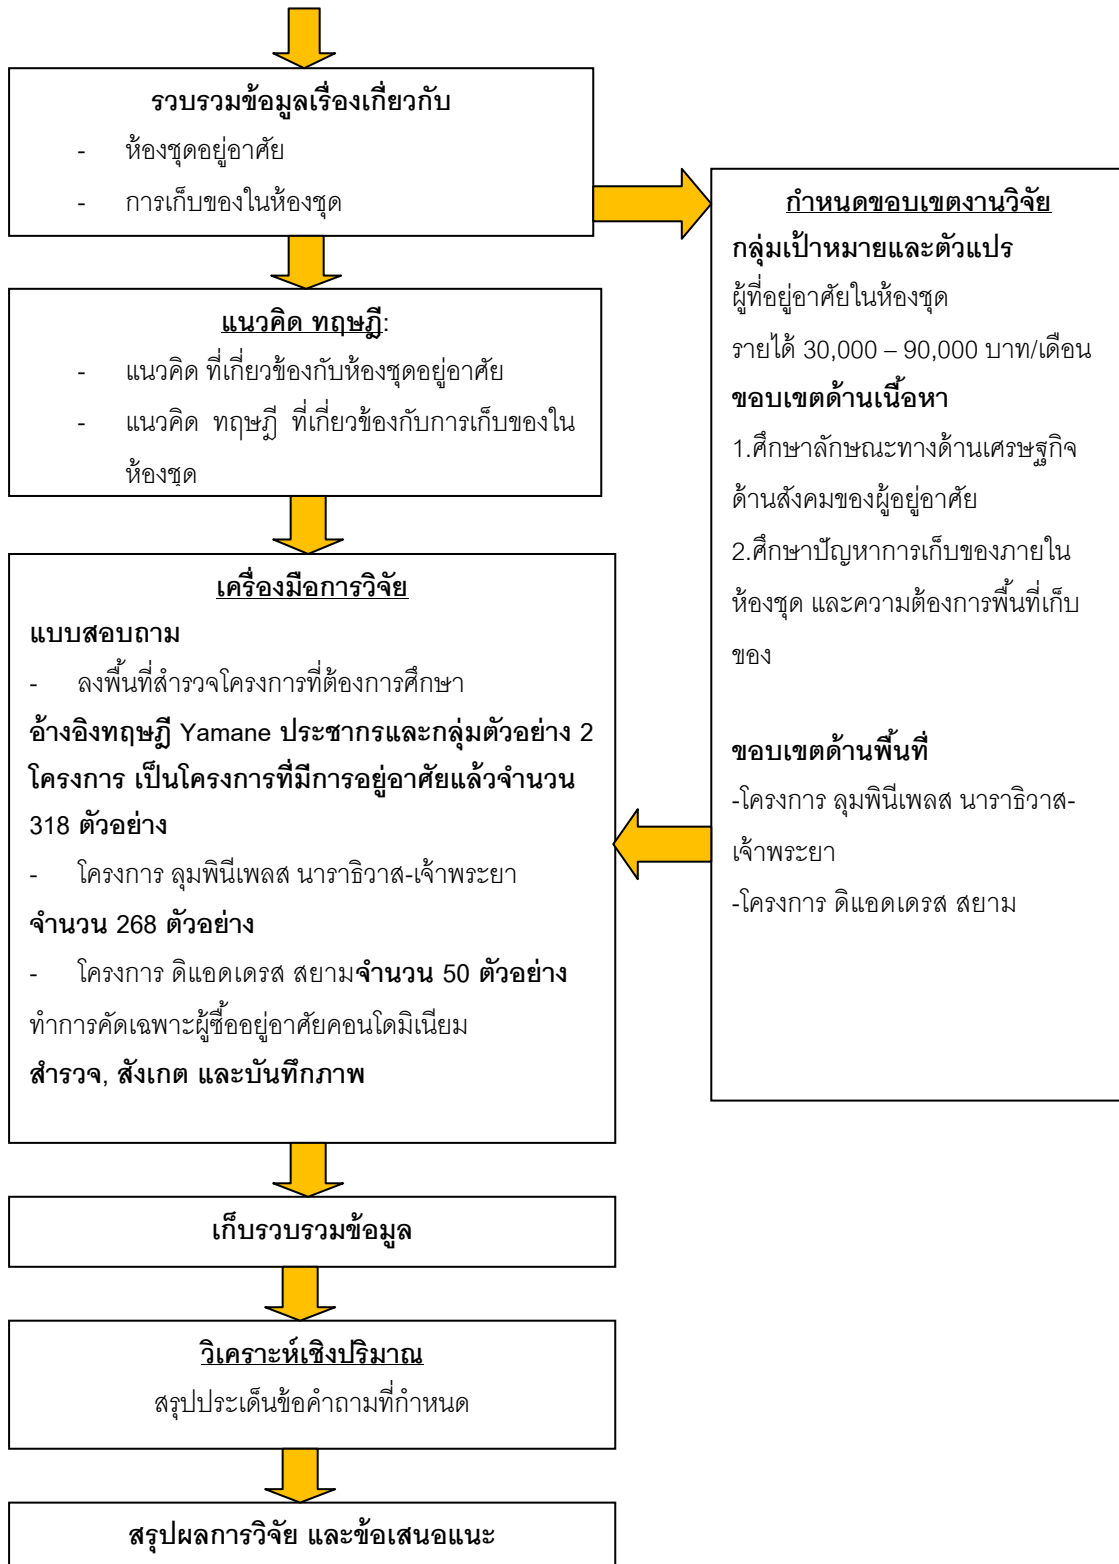 รวบรวมข้อมูลเรื่องเกี่ยวกับ
- ห้องชุดอยู่อาศัย
- การเก็บของในห้องชุด
แนวคิด ทฤษฎี:
- แนวคิด ที่เกี่ยวข้องกับห้องชุดอยู่อาศัย
- แนวคิด ทฤษฎี ที่เกี่ยวข้องกับการเก็บของใน
ห้องชุด
กำหนดขอบเขตงานวิจัย
กลุ่มเป้าหมายและตัวแปร
ผู้ที่อยู่อาศัยในห้องชุด
รายได้ 30,000 – 90,000 บาท/เดือน
ขอบเขตด้านเนื้อหา
1.ศึกษาลักษณะทางด้านเศรษฐกิจ
ด้านสังคมของผู้อยู่อาศัย
2.ศึกษาปัญหาการเก็บของภายใน
ห้องชุด และความต้องการพื้นที่เก็บ
ของ
ขอบเขตด้านพื้นที่
-โครงการ ลุมพินีเพลส นาราธิวาส-
เจ้าพระยา
-โครงการ ดิแอดเดรส สยาม
เครื่องมือการวิจัย
แบบสอบถาม
- ลงพื้นที่สำรวจโครงการที่ต้องการศึกษา
อ้างอิงทฤษฎี Yamane ประชากรและกลุ่มตัวอย่าง 2
โครงการ เป็นโครงการที่มีการอยู่อาศัยแล้วจำนวน
318 ตัวอย่าง
- โครงการ ลุมพินีเพลส นาราธิวาส-เจ้าพระยา
จำนวน 268 ตัวอย่าง
- โครงการ ดิแอดเดรส สยามจำนวน 50 ตัวอย่าง
ทำการคัดเฉพาะผู้ซื้ออยู่อาศัยคอนโดมิเนียม
สำรวจ, สังเกต และบันทึกภาพ
เก็บรวบรวมข้อมูล
วิเคราะห์เชิงปริมาณ
สรุปประเด็นข้อคำถามที่กำหนด
สรุปผลการวิจัย และข้อเสนอแนะ